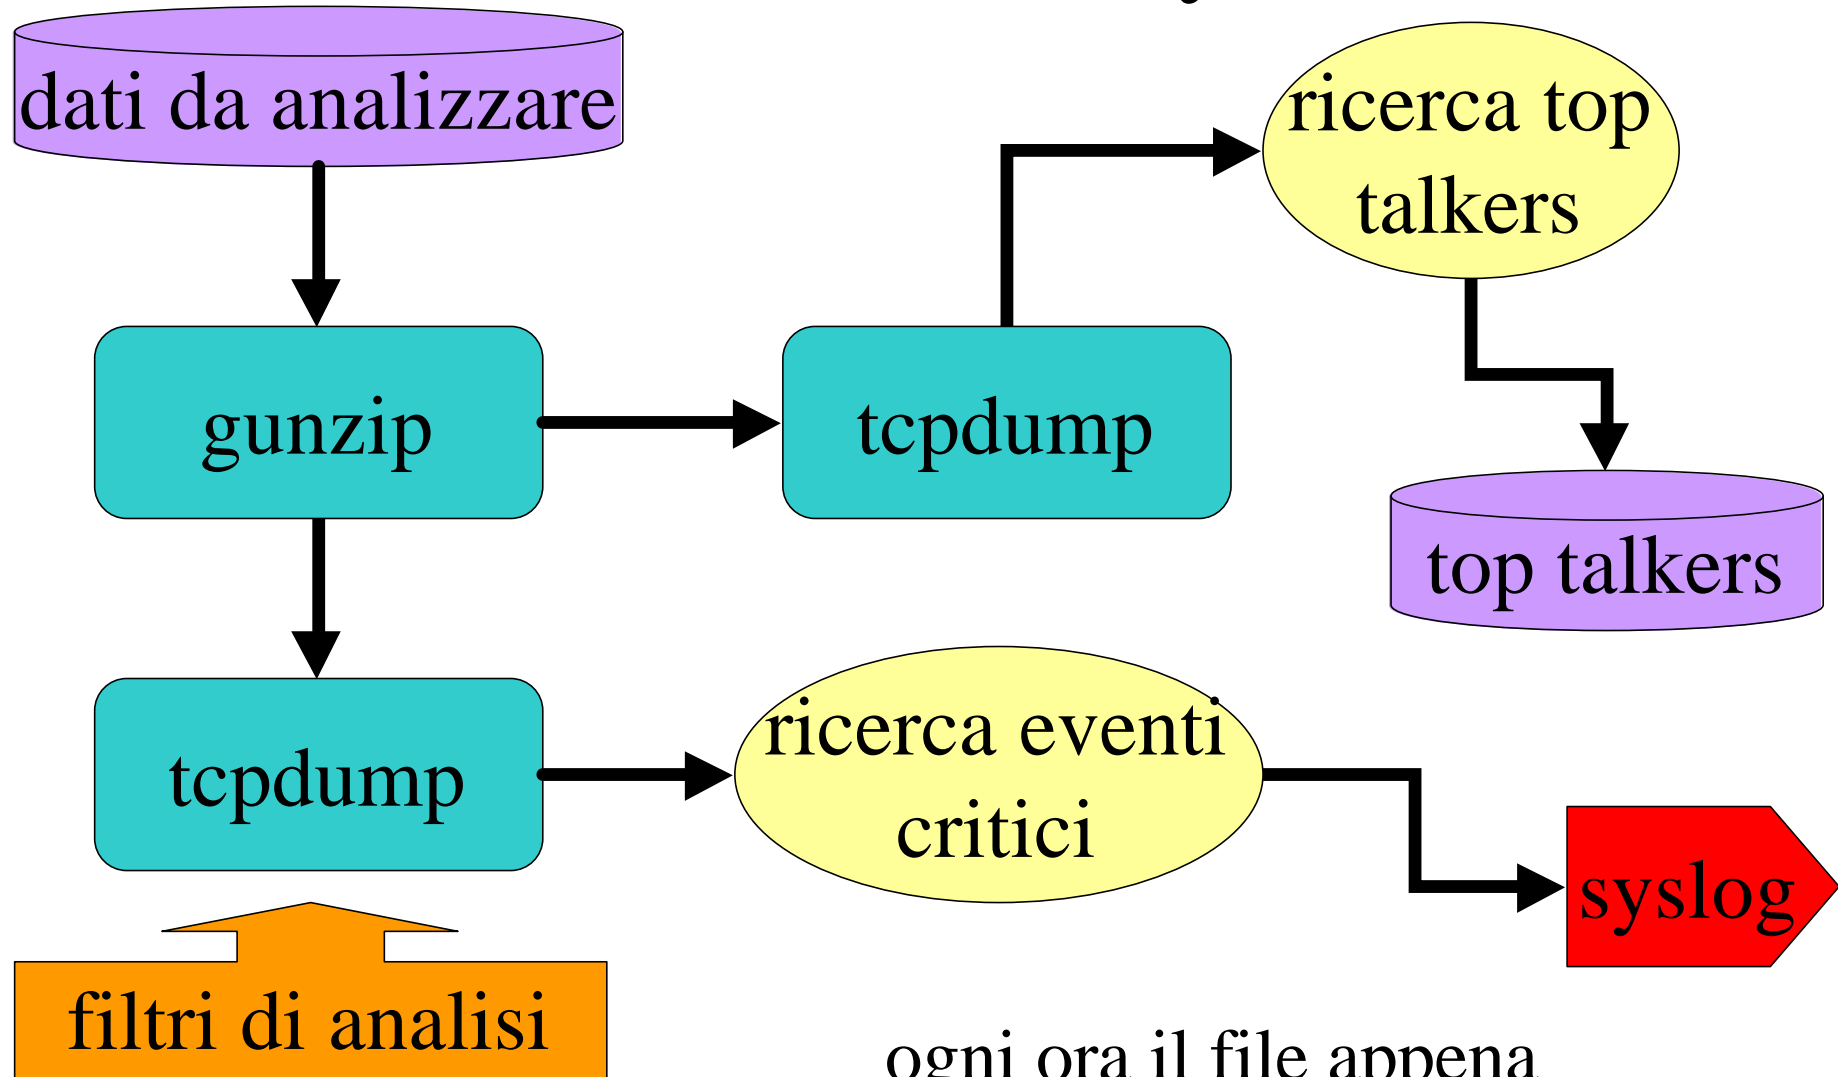 dati da analizzare
ricerca top
talkers
gunzip
tcpdump
top talkers
tcpdump
ricerca eventi
critici
syslog
filtri di analisi
ogni ora il file appena